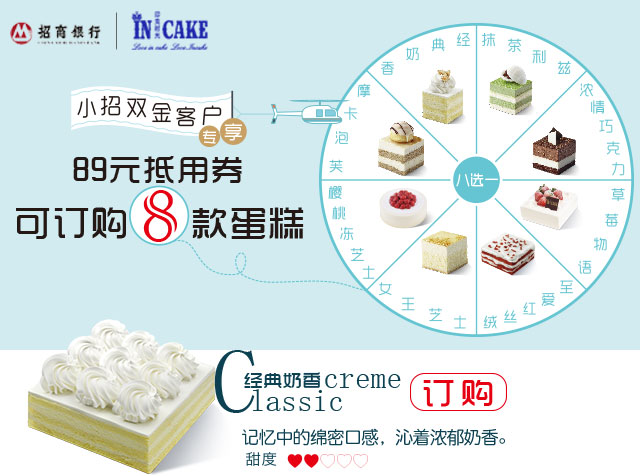 招商银行
INCAKE
Love in cake Love Incake
小招双金客户
专享
89元抵用券
可订购8款蛋糕
经典奶香
抹茶利兹
浓情巧克力
草莓物语
至爱红丝绒
女王芝士
樱桃冻芝士
摩卡泡芙
八选一
经典奶香creme
Classic
订购
记忆中的绵密口感，沁着浓郁奶香。
甜度